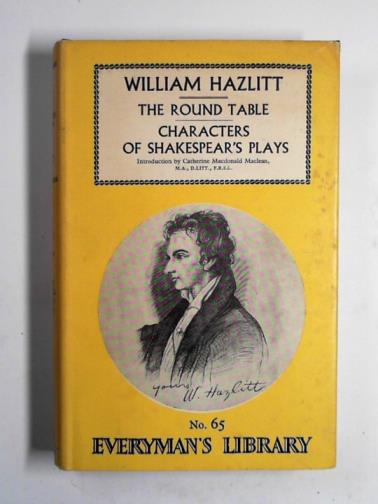 WILLIAM HAZLITT
THE ROUND TABLE
CHARACTERS
OF SHAKESPEAR'S PLAYS
Introduction by Catherine Macdonald Maclean,
M.A., D.LITT., F.R.S.L.
yours
W. Hazlitt
No. 65
EVERYMAN'S LIBRARY